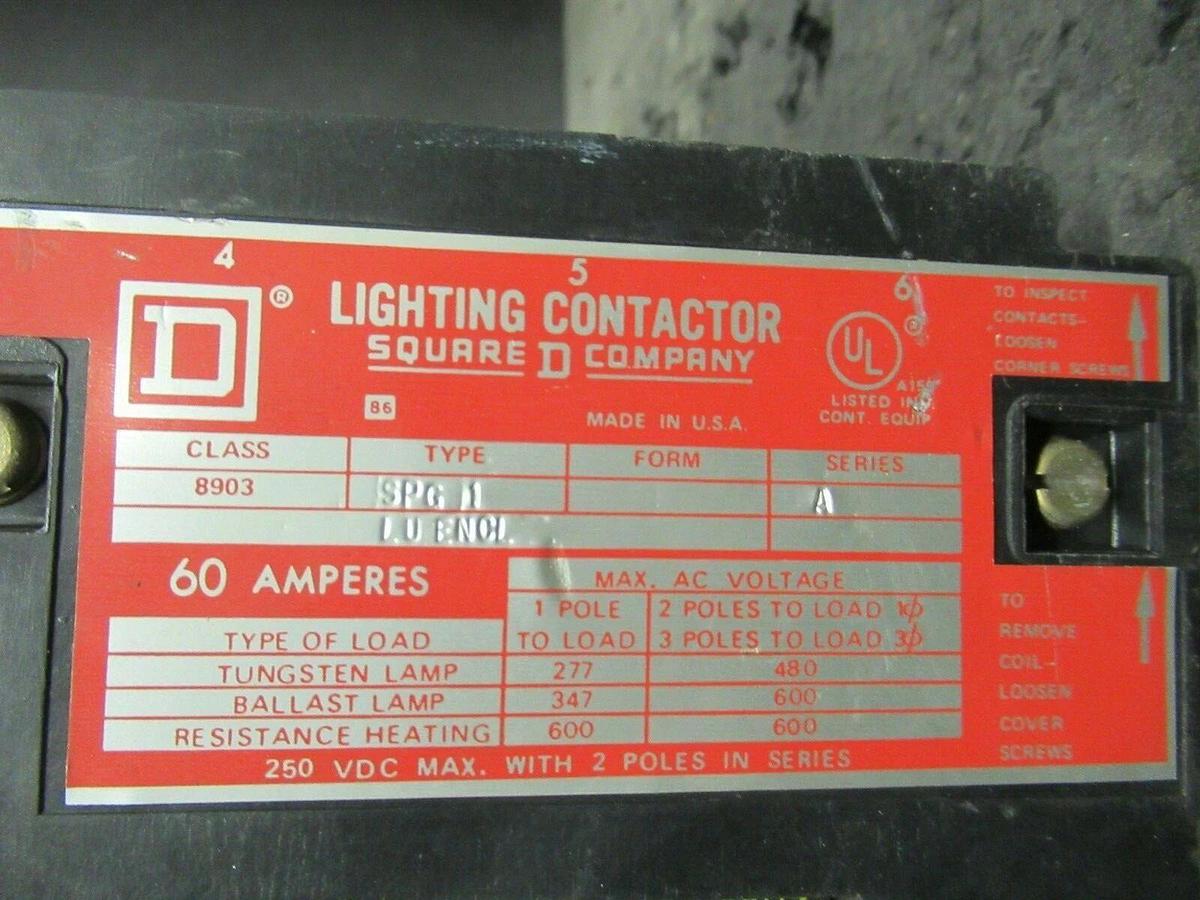 4 5 6
D ®
LIGHTING CONTACTOR
SQUARE D COMPANY
86
MADE IN U.S.A.
UL ®
LISTED IND.
CONT. EQUIP.
TO INSPECT
CONTACTS-
LOOSEN
CORNER SCREWS
CLASS TYPE FORM SERIES
8903 SPG 1 A
60 AMPERES
MAX. AC VOLTAGE
1 POLE 2 POLES TO LOAD 1ϕ
TYPE OF LOAD TO LOAD 3 POLES TO LOAD 3ϕ
TUNGSTEN LAMP 277 480
BALLAST LAMP 347 600
RESISTANCE HEATING 600 600
250 VDC MAX. WITH 2 POLES IN SERIES
TO
REMOVE
COIL-
LOOSEN
COVER
SCREWS